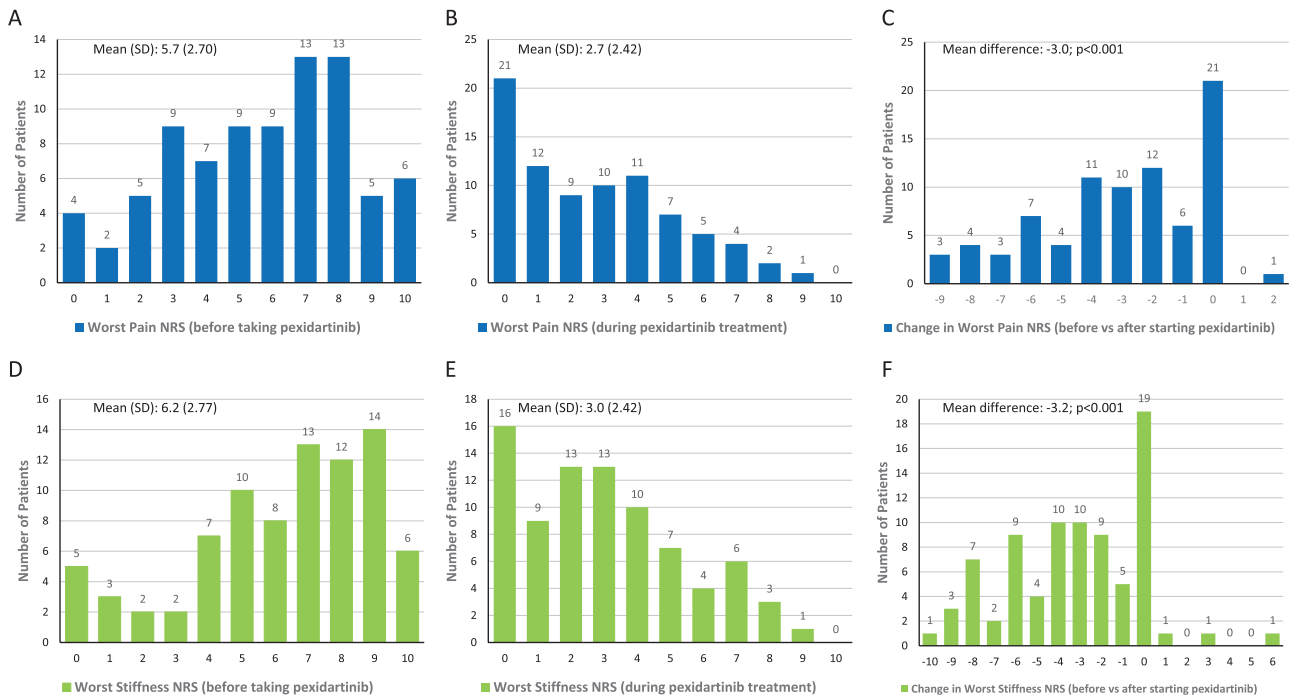 A
Mean (SD): 5.7 (2.70)
Number of Patients
14
12
10
8
6
4
2
0
4 2 5 9 7 9 9 13 13 5 6
0 1 2 3 4 5 6 7 8 9 10
Worst Pain NRS (before taking pexidartinib)
B
Mean (SD): 2.7 (2.42)
Number of Patients
25
20
15
10
5
0
21 12 9 10 11 7 5 4 2 1 0
0 1 2 3 4 5 6 7 8 9 10
Worst Pain NRS (during pexidartinib treatment)
C
Mean difference: -3.0; p<0.001
Number of Patients
25
20
15
10
5
0
3 4 3 7 4 11 10 12 6 21 0 1
-9 -8 -7 -6 -5 -4 -3 -2 -1 0 1 2
Change in Worst Pain NRS (before vs after starting pexidartinib)
D
Mean (SD): 6.2 (2.77)
Number of Patients
16
14
12
10
8
6
4
2
0
5 3 2 2 7 10 8 13 12 14 6
0 1 2 3 4 5 6 7 8 9 10
Worst Stiffness NRS (before taking pexidartinib)
E
Mean (SD): 3.0 (2.42)
Number of Patients
18
16
14
12
10
8
6
4
2
0
16 9 13 13 10 7 4 6 3 1 0
0 1 2 3 4 5 6 7 8 9 10
Worst Stiffness NRS (during pexidartinib treatment)
F
Mean difference: -3.2; p<0.001
Number of Patients
20
18
16
14
12
10
8
6
4
2
0
1 3 7 2 9 4 10 10 9 5 19 1 0 1 0 0 1
-10 -9 -8 -7 -6 -5 -4 -3 -2 -1 0 1 2 3 4 5 6
Change in Worst Stiffness NRS (before vs after starting pexidartinib)